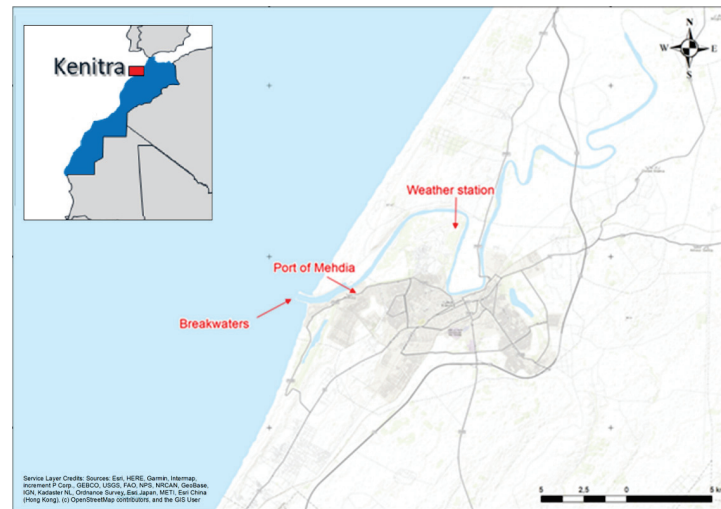 Kenitra
N
W E
S
Weather station
Port of Mehdia
Breakwaters
Service Layer Credits: Sources: Esri, HERE, Garmin, Intermap,
increment P Corp., GEBCO, USGS, FAO, NPS, NRCAN, GeoBase,
IGN, Kadaster NL, Ordnance Survey, Esri Japan, METI, Esri China
(Hong Kong), (c) OpenStreetMap contributors, and the GIS User
5 2.5 0 5 k